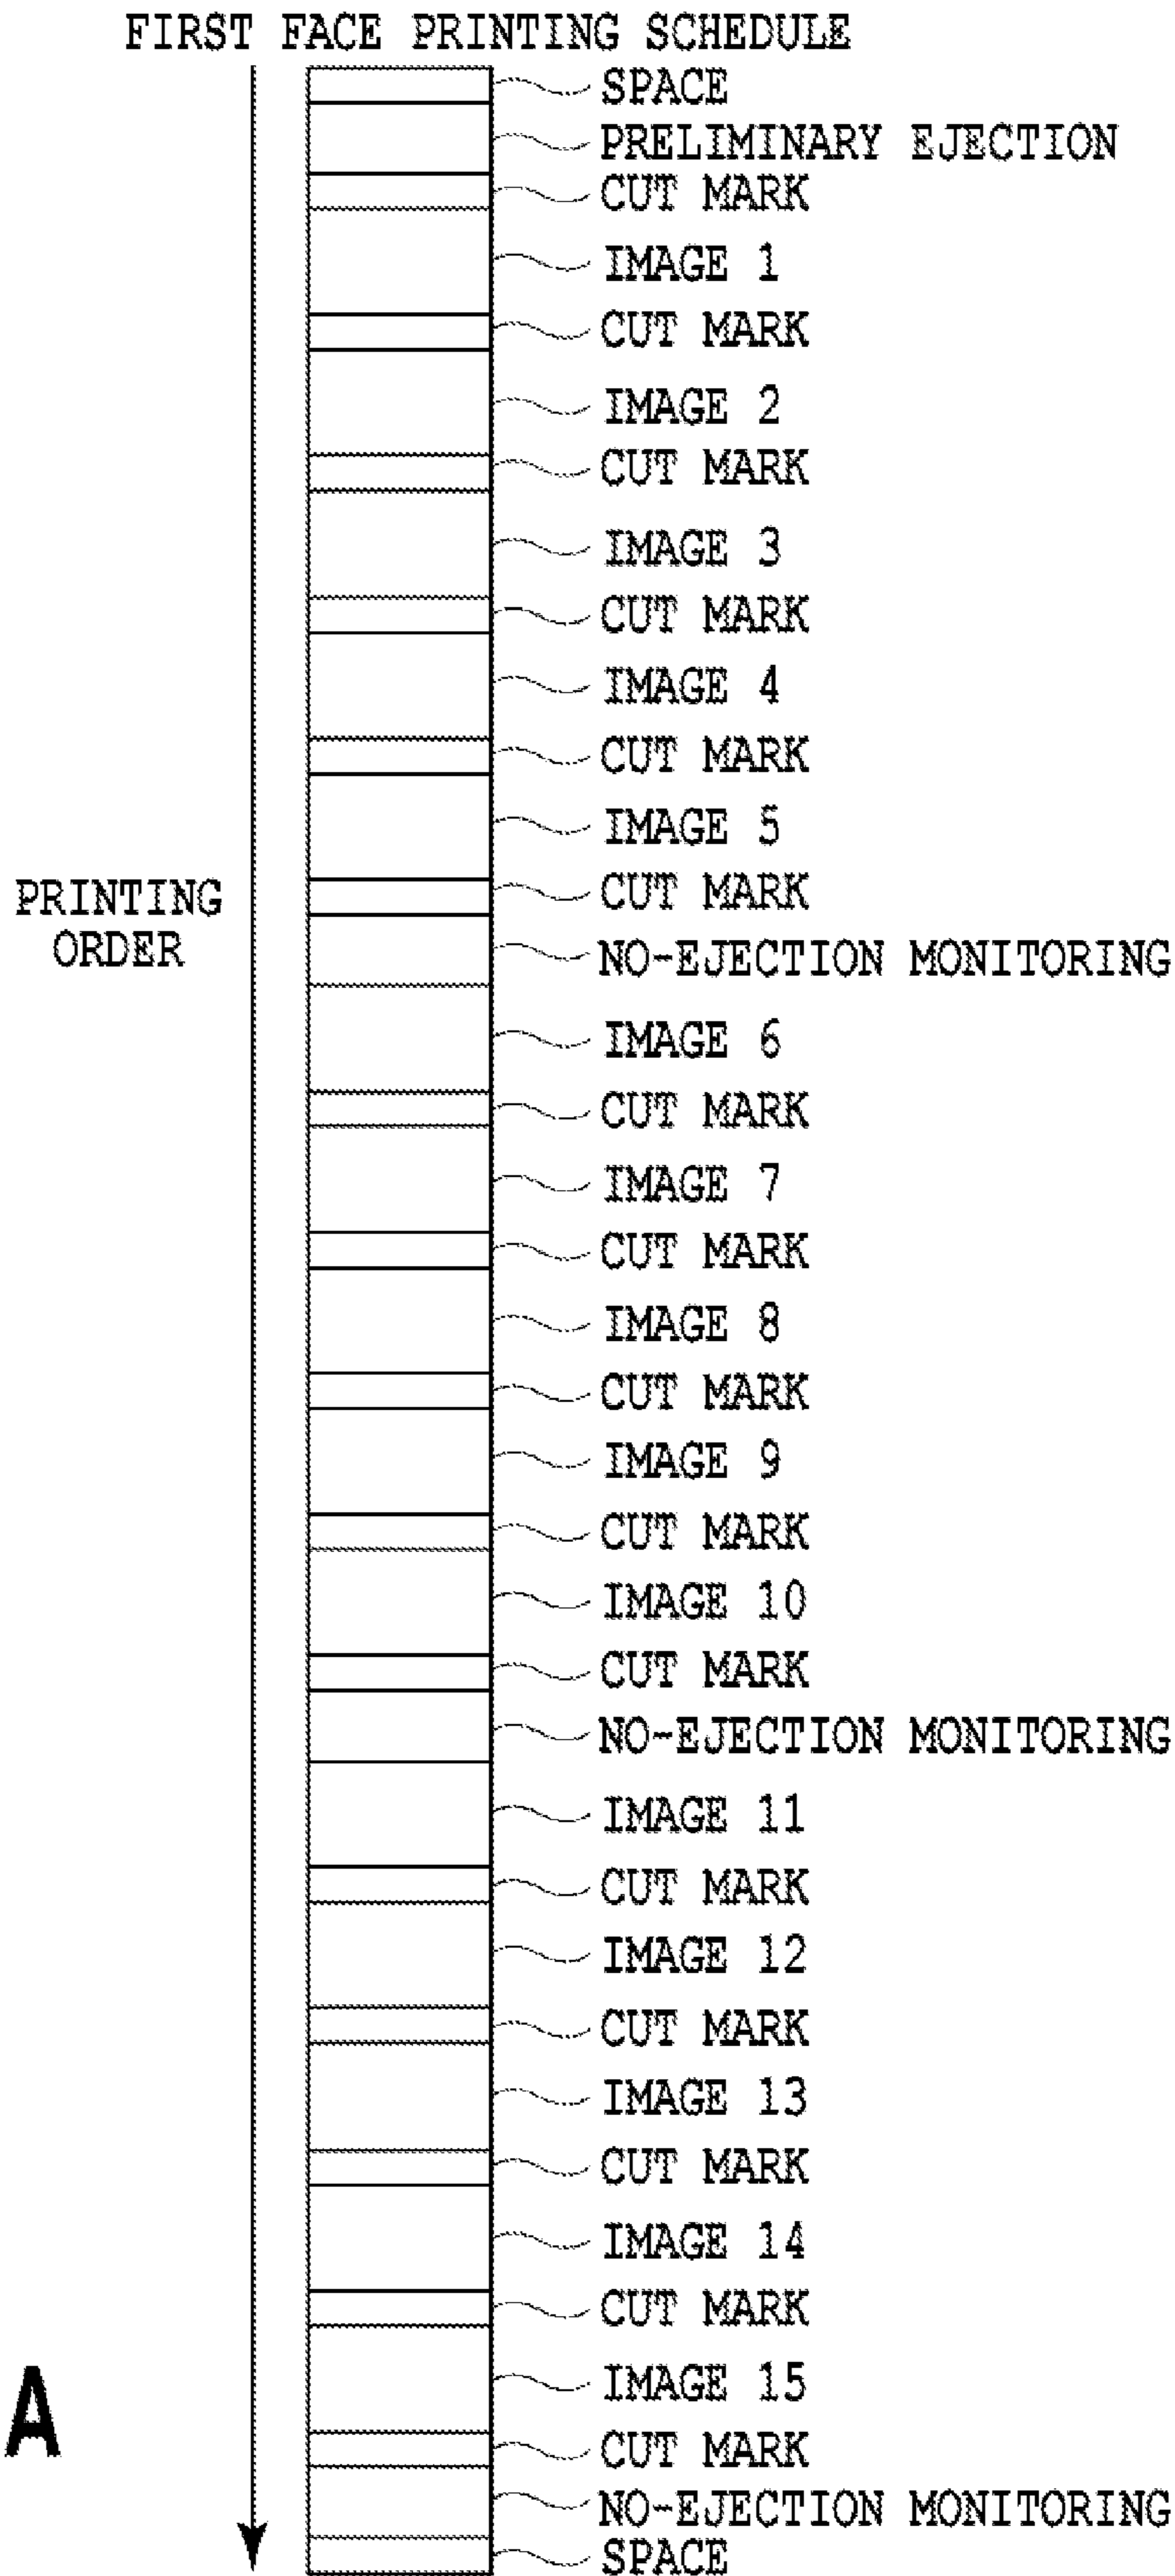 FIRST FACE PRINTING SCHEDULE
SPACE
PRELIMINARY EJECTION
CUT MARK
IMAGE 1
CUT MARK
IMAGE 2
CUT MARK
IMAGE 3
CUT MARK
IMAGE 4
CUT MARK
IMAGE 5
CUT MARK
PRINTING
ORDER
NO-EJECTION MONITORING
IMAGE 6
CUT MARK
IMAGE 7
CUT MARK
IMAGE 8
CUT MARK
IMAGE 9
CUT MARK
IMAGE 10
CUT MARK
NO-EJECTION MONITORING
IMAGE 11
CUT MARK
IMAGE 12
CUT MARK
IMAGE 13
CUT MARK
IMAGE 14
CUT MARK
IMAGE 15
A
CUT MARK
NO-EJECTION MONITORING
SPACE